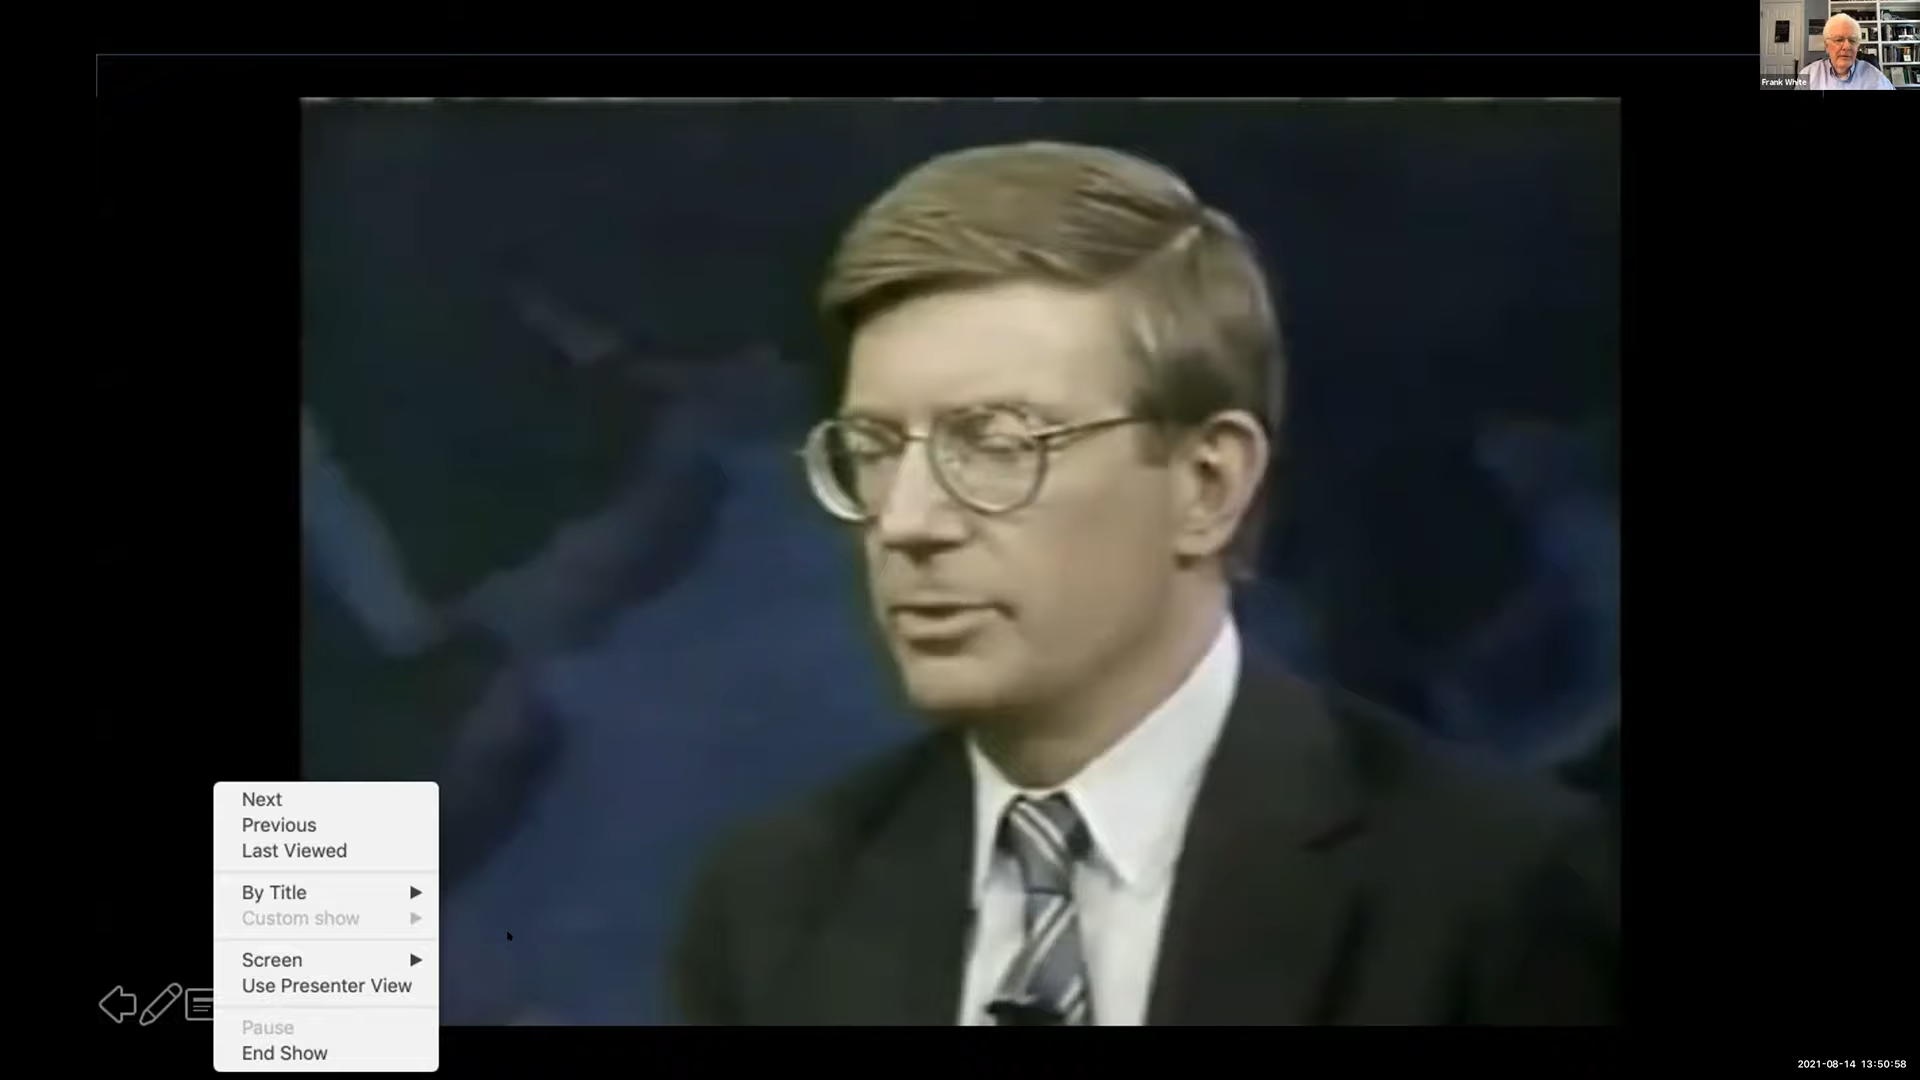 Frank White
Next
Previous
Last Viewed
By Title
Custom show
Screen
Use Presenter View
Pause
End Show
2021-08-14 13:50:58